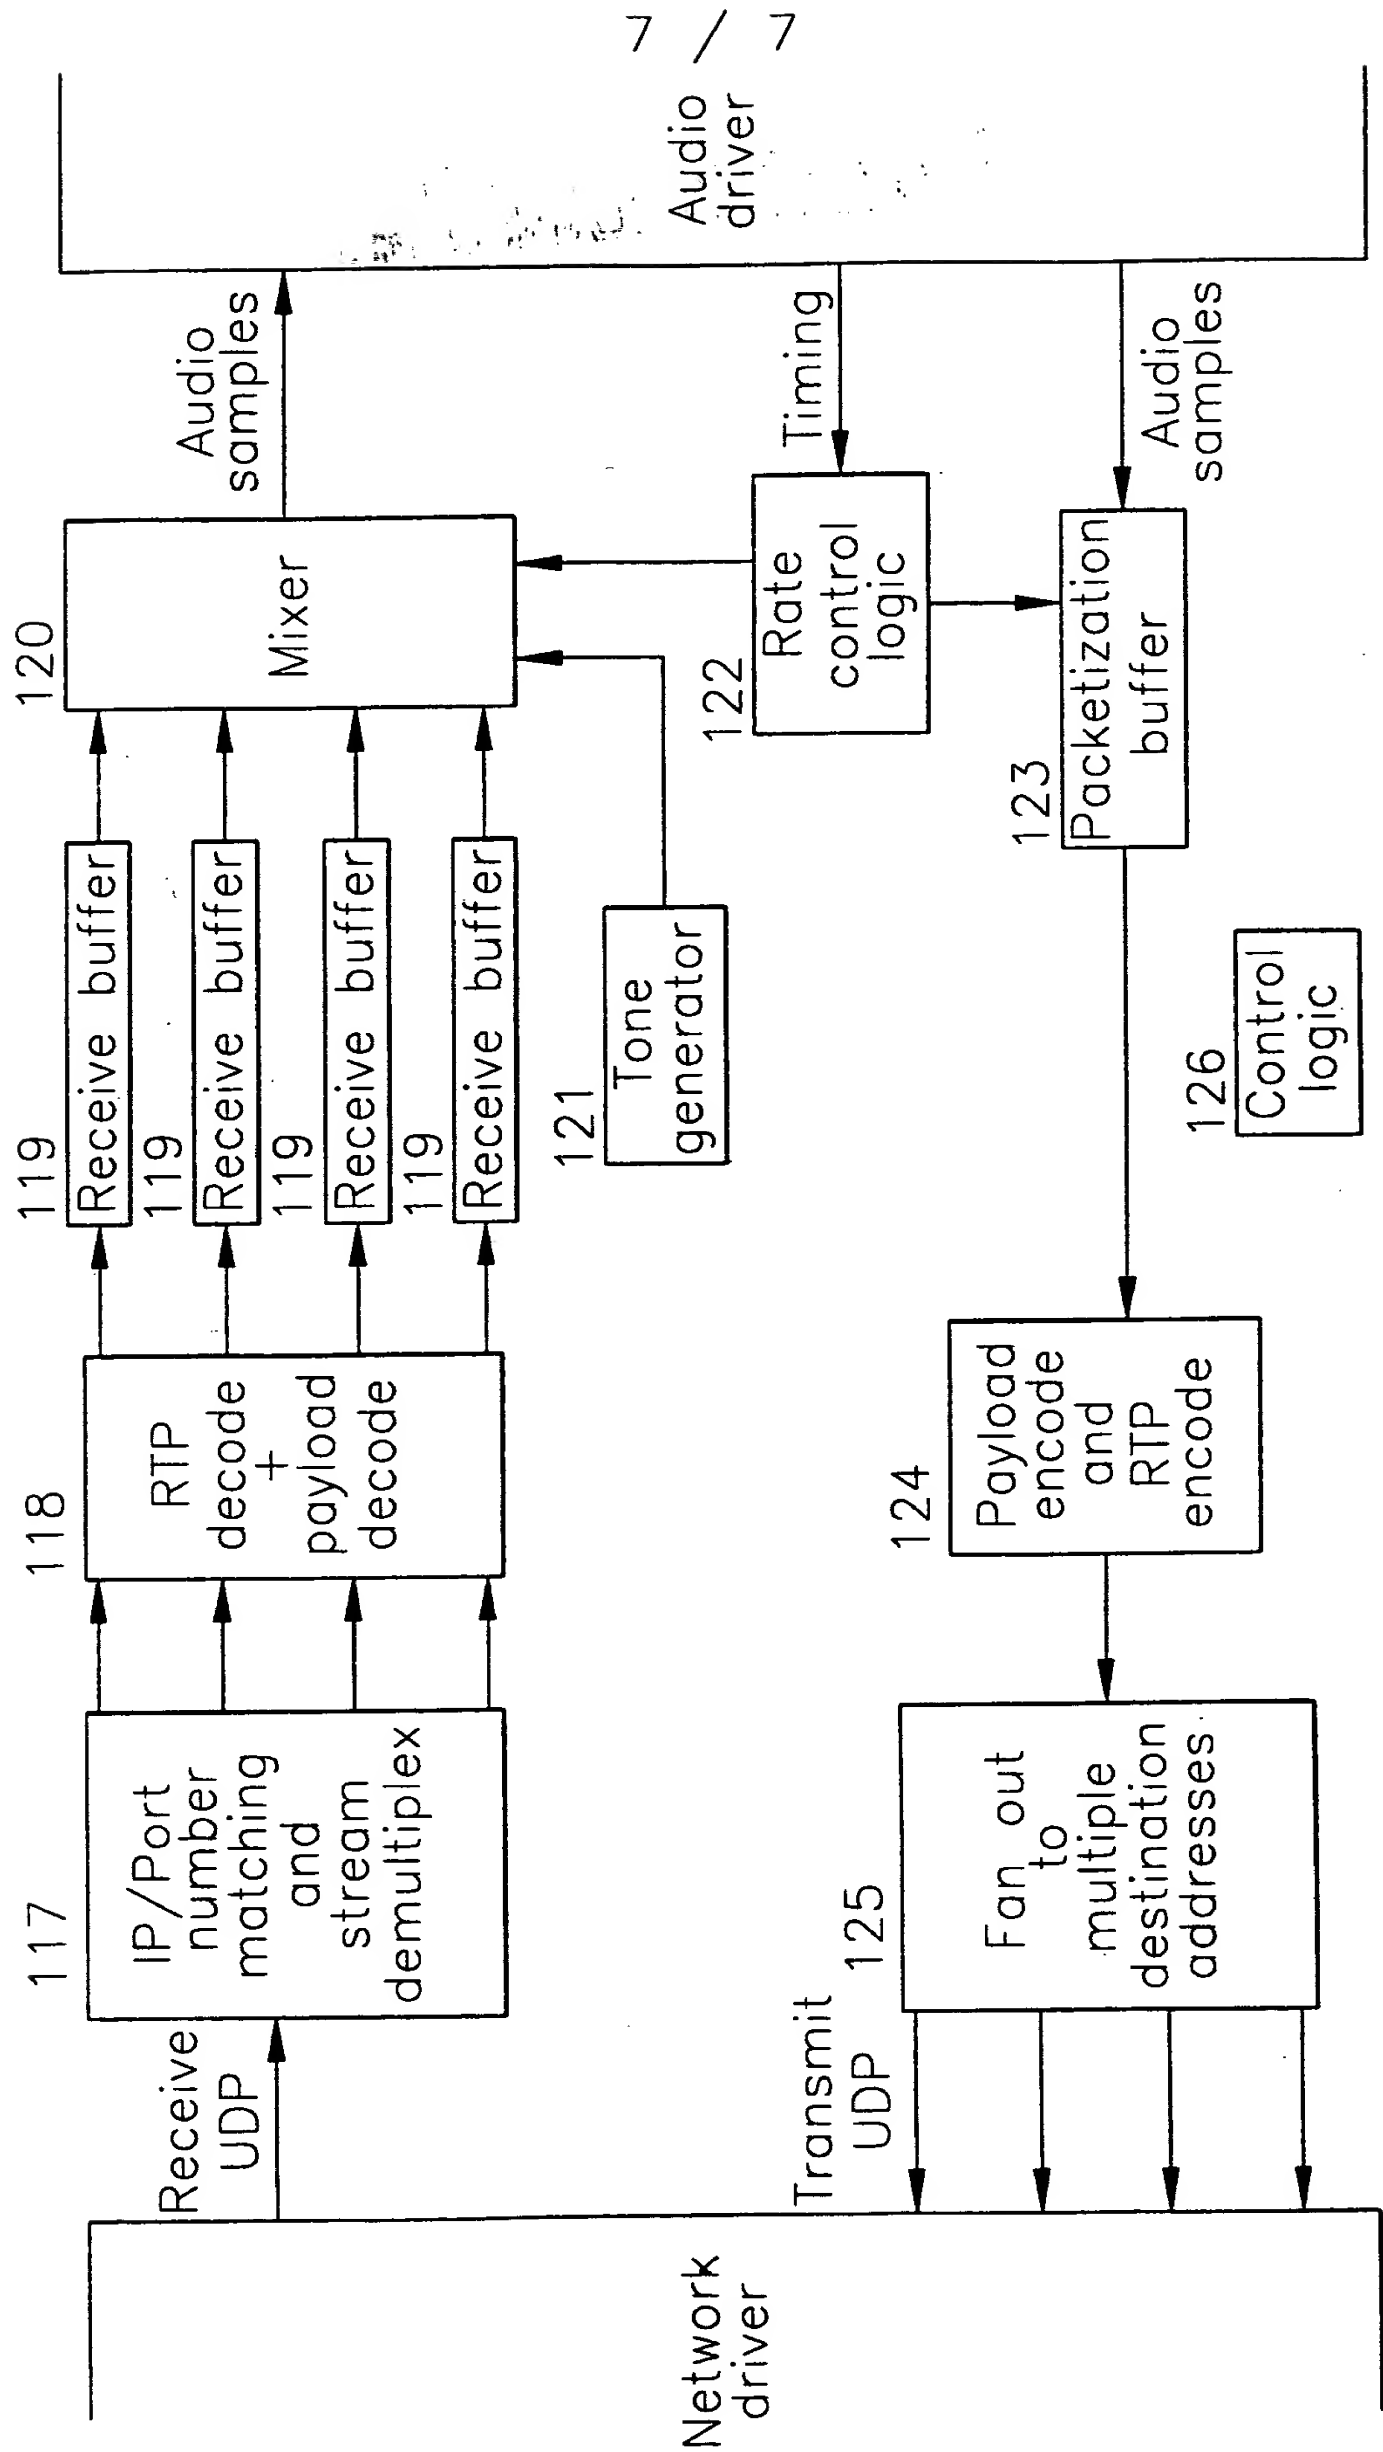 7 / 7
Network
driver
Receive
UDP
117
IP/Port
number
matching
and
stream
demultiplex
118
RTP
decode
+
payload
decode
119
Receive buffer
119
Receive buffer
119
Receive buffer
119
Receive buffer
120
Mixer
Audio
samples
Audio
driver
121
Tone
generator
122
Rate
control
logic
Timing
123
Packetization
buffer
Audio
samples
124
Payload
encode
and
RTP
encode
125
Fan out
to
multiple
destination
addresses
Transmit
UDP
126
Control
logic